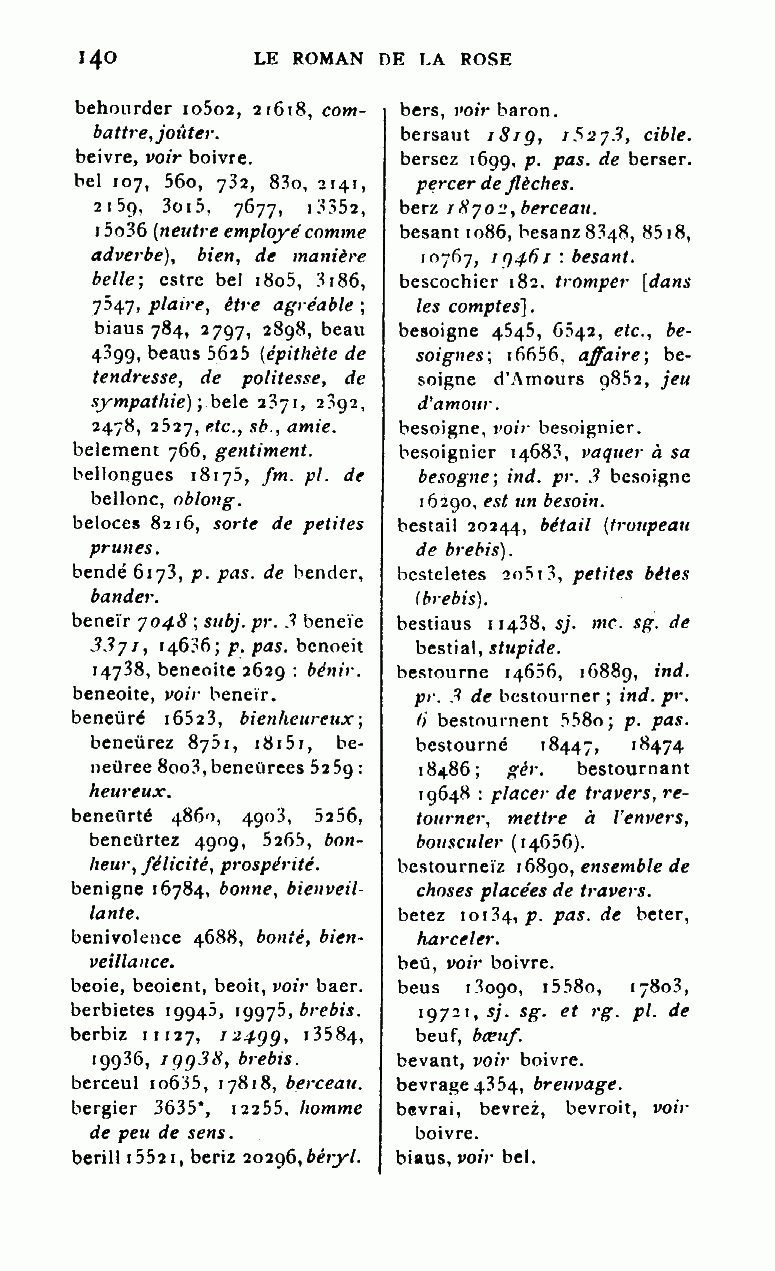 140 LE ROMAN DE LA ROSE
behourder 10502, 21618, com-
battre, joûter.
beivre, voir boivre.
bel 107, 560, 732, 830, 2141,
2159, 3015, 7677, 13352,
15036 (neutre employé comme
adverbe), bien, de manière
belle; estre bel 1805, 3186,
7547, plaire, être agréable;
biaus 784, 2797, 2898, beau
4399, beaus 5625 (épithète de
tendresse, de politesse, de
sympathie); bele 2371, 2392,
2478, 2527, etc., sb., amie.
belement 766, gentiment.
bellongues 18175, fm. pl. de
bellonc, oblong.
beloces 8216, sorte de petites
prunes.
bendé 6173, p. pas. de bender,
bander.
beneïr 7048; subj. pr. 3 beneïe
3371, 14636; p. pas. benoeit
14738, beneoite 2629 : bénir.
beneoite, voir beneïr.
beneüré 16523, bienheureux;
beneürez 8751, 18151, be-
neüree 8003, beneürees 5259 :
heureux.
beneürté 4860, 4903, 5256,
beneürtez 4909, 5265, bon-
heur, félicité, prospérité.
benigne 16784, bonne, bienveil-
lante.
benivolence 4688, bonté, bien-
veillance.
beoie, beoient, beoit, voir baer.
berbietes 19945, 19975, brebis.
berbiz 11127, 12499, 13584,
19936, 19938, brebis.
berceul 10635, 17818, berceau.
bergier 3635*, 12255, homme
de peu de sens.
berill 15521, beriz 20296, béryl.
bers, voir baron.
bersaut 1819, 15273, cible.
bersez 1699, p. pas. de berser.
percer de flèches.
berz 18702, berceau.
besant 1086, besanz 8348, 8518,
10767, 19461 : besant.
bescochier 182. tromper [dans
les comptes].
besoigne 4545, 6542, etc., be-
soignes; 16656, affaire; be-
soigne d'Amours 9852, jeu
d'amour.
besoigne, voir besoignier.
besoignier 14683, vaquer à sa
besogne; ind. pr. 3 besoigne
16290, est un besoin.
bestail 20244, bétail (troupeau
de brebis).
besteletes 20513, petites bêtes
(brebis).
bestiaus 11438, sj. mc. sg. de
bestial, stupide.
bestourne 14656, 16889, ind.
pr. 3 de bestourner; ind. pr.
6 bestournent 5580; p. pas.
bestourné 18447, 18474
18486; gér. bestournant
19648 : placer de travers, re-
tourner, mettre à l'envers,
bousculer (14656).
bestourneïz 16890, ensemble de
choses placées de travers.
betez 10134, p. pas. de beter,
harceler.
beü, voir boivre.
beus 13090, 15580, 17803,
19721, sj. sg. et rg. pl. de
beuf, bœuf.
bevant, voir boivre.
bevrage 4354, breuvage.
bevrai, bevrez, bevroit, voir
boivre.
biaus, voir bel.